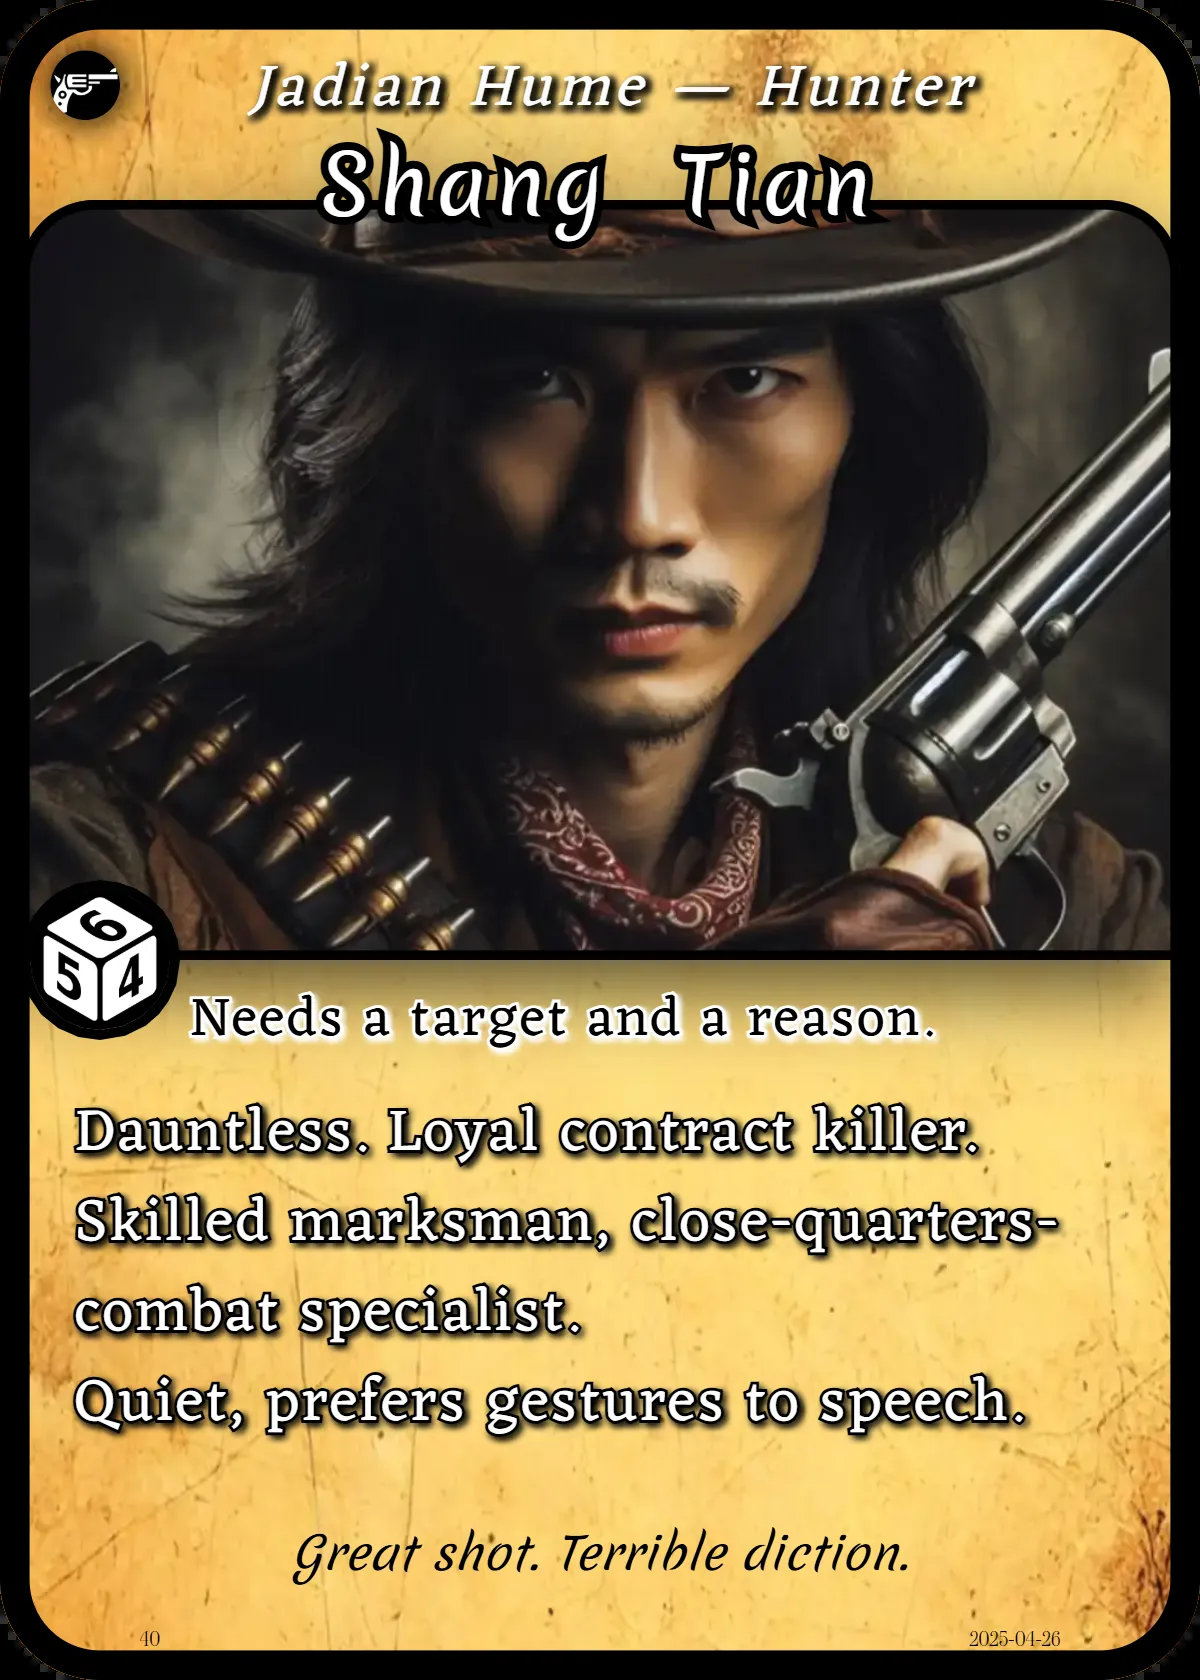 Jadian Hume — Hunter
Shang Tian
6
5 4
Needs a target and a reason.
Dauntless. Loyal contract killer.
Skilled marksman, close-quarters-
combat specialist.
Quiet, prefers gestures to speech.
Great shot. Terrible diction.
40
2025-04-26